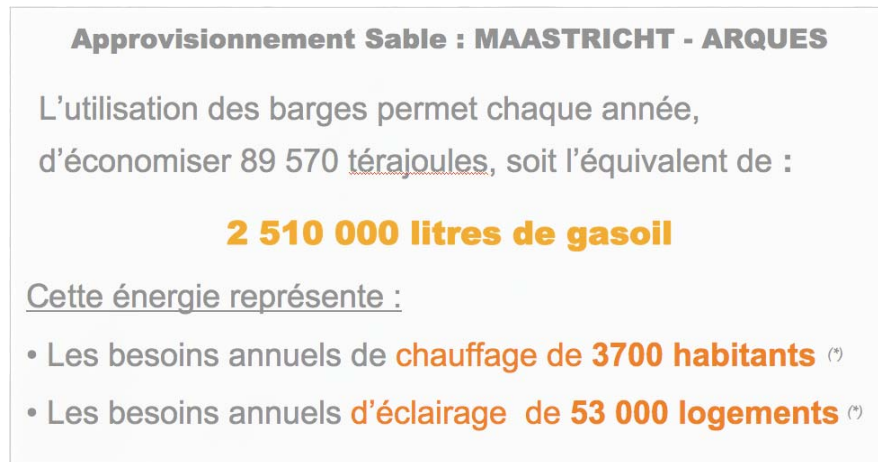 Approvisionnement Sable : MAASTRICHT - ARQUES
L'utilisation des barges permet chaque année,
d'économiser 89 570 térajoules, soit l'équivalent de :
2 510 000 litres de gasoil
Cette énergie représente :
• Les besoins annuels de chauffage de 3700 habitants (*)
• Les besoins annuels d'éclairage de 53 000 logements (*)